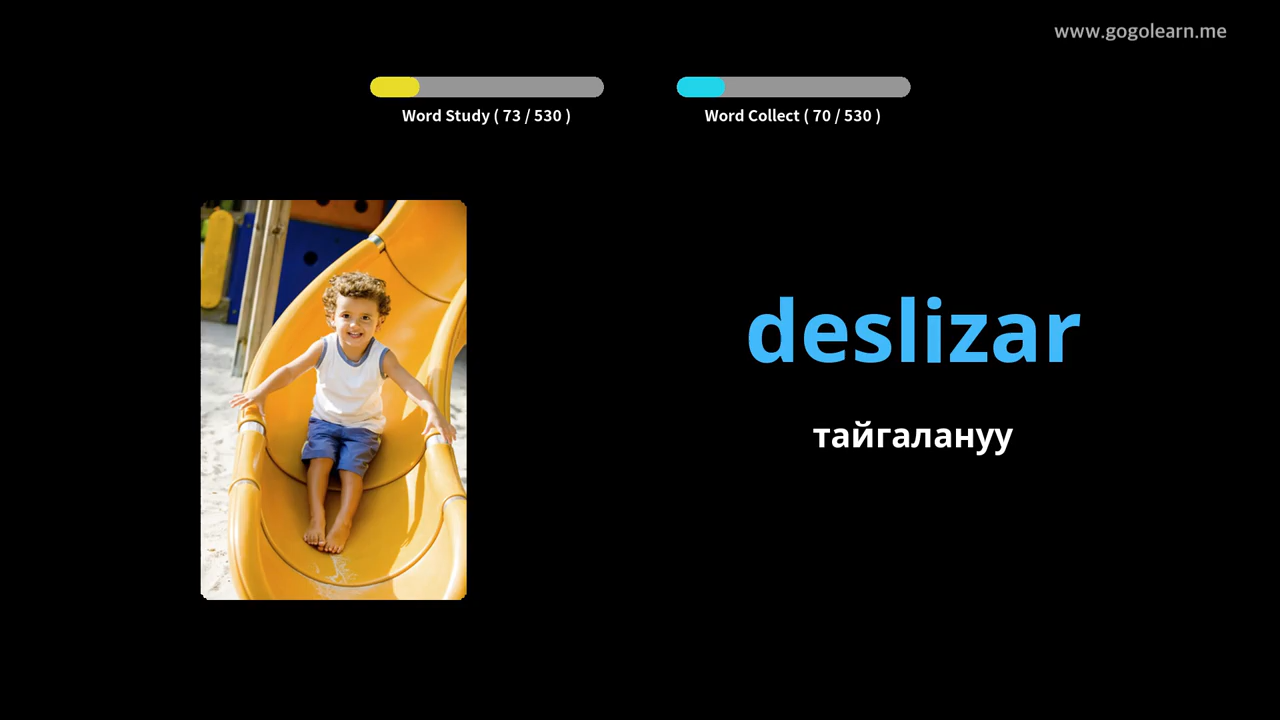 www.gogolearn.me
Word Study ( 73 / 530 )
Word Collect ( 70 / 530 )
deslizar
тайгалануу